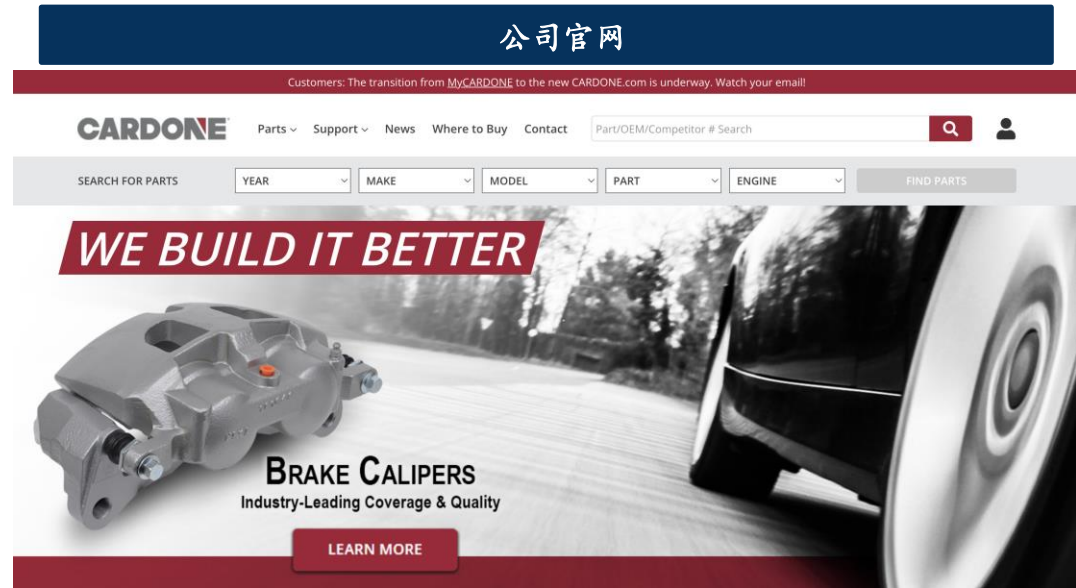 公司官网
Customers: The transition from MyCARDONE to the new CARDONE.com is underway. Watch your email!
CARDONE Parts Support News Where to Buy Contact Part/OEM/Competitor # Search
SEARCH FOR PARTS YEAR MAKE MODEL PART ENGINE FIND PARTS
WE BUILD IT BETTER
BRAKE CALIPERS
Industry-Leading Coverage & Quality
LEARN MORE